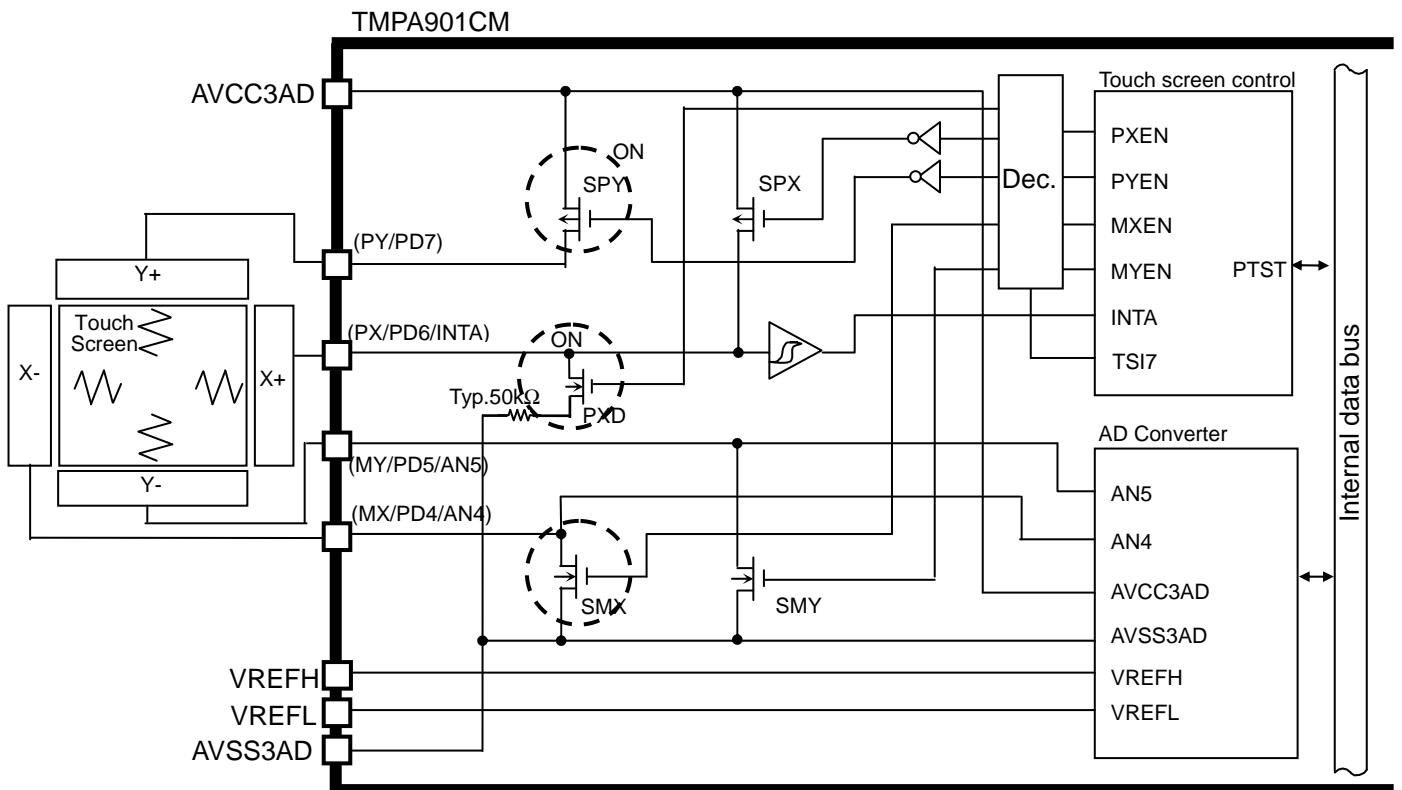 TMPA901CM
AVCC3AD
Touch screen control
ON
SPY
SPX
PXEN
PYEN
MXEN
MYEN
PTST
INTA
TSI7
Dec.
(PY/PD7)
Y+
Touch
Screen
X-
X+
Y-
(PX/PD6/INTA)
ON
Typ.50kΩ
PXD
(MY/PD5/AN5)
(MX/PD4/AN4)
SMX
SMY
AD Converter
AN5
AN4
AVCC3AD
AVSS3AD
VREFH
VREFL
Internal data bus
VREFH
VREFL
AVSS3AD